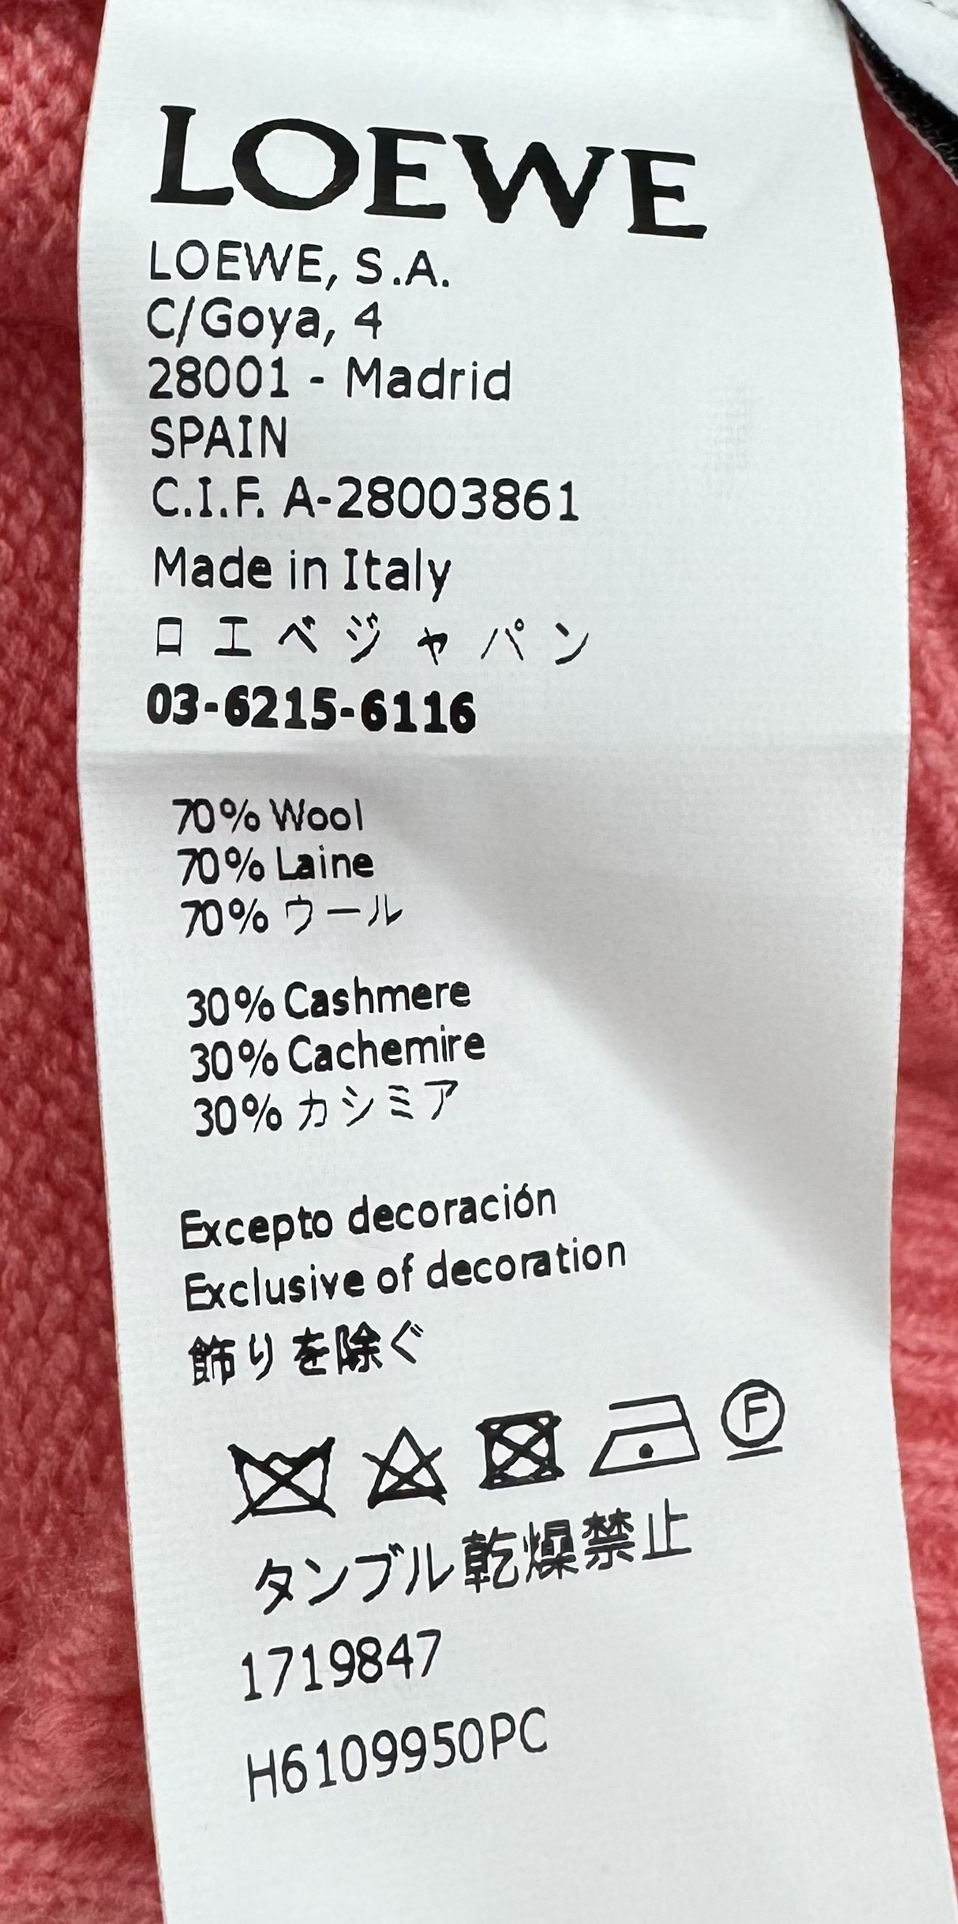 LOEWE
LOEWE, S.A.
C/Goya, 4
28001 - Madrid
SPAIN
C.I.F. A-28003861
Made in Italy
ロエベジャパン
03-6215-6116
70% Wool
70% Laine
70% ウール
30% Cashmere
30% Cachemire
30% カシミア
Excepto decoración
Exclusive of decoration
飾りを除ぐ
F
タンブル乾燥禁止
1719847
H6109950PC